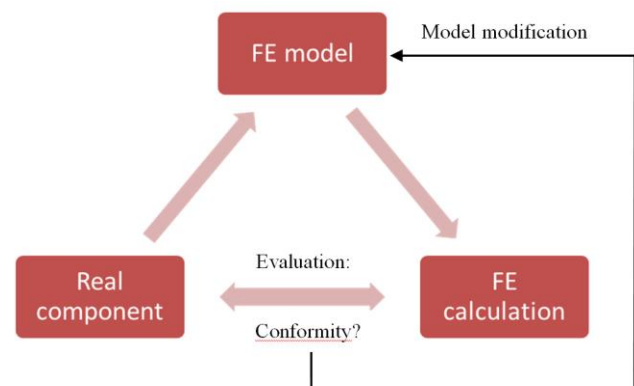 FE model
Model modification
Real
component
Evaluation:
Conformity?
FE
calculation